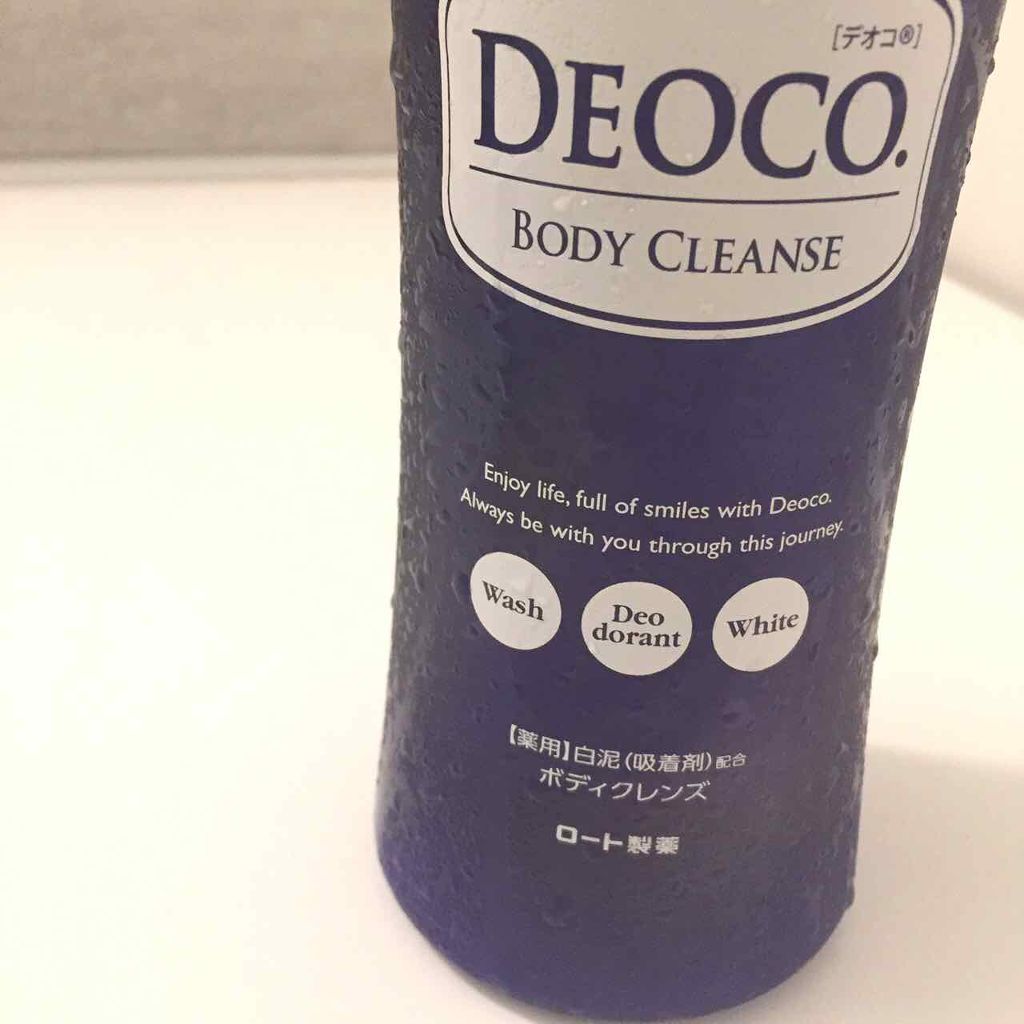 [デオコ®]
DEOCO.
BODY CLEANSE
Enjoy life, full of smiles with Deoco.
Always be with you through this journey.
Wash
Deo
dorant
White
【薬用】白泥(吸着剤)配合
ボディクレンズ
ロート製薬